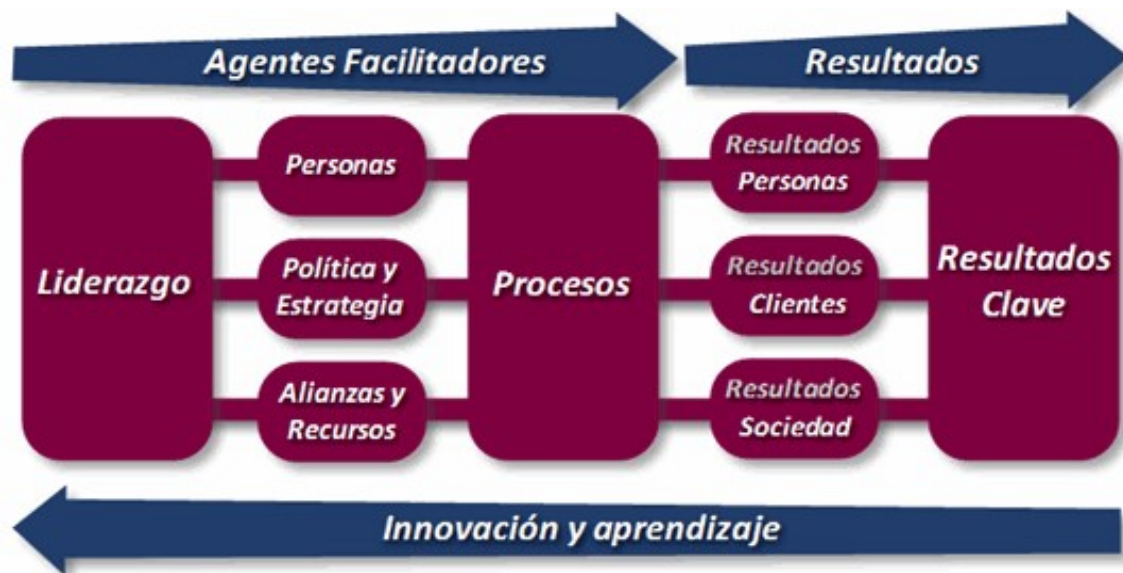 Agentes Facilitadores
Resultados
Liderazgo
Personas
Política y
Estrategia
Alianzas y
Recursos
Procesos
Resultados
Personas
Resultados
Clientes
Resultados
Sociedad
Resultados
Clave
Innovación y aprendizaje